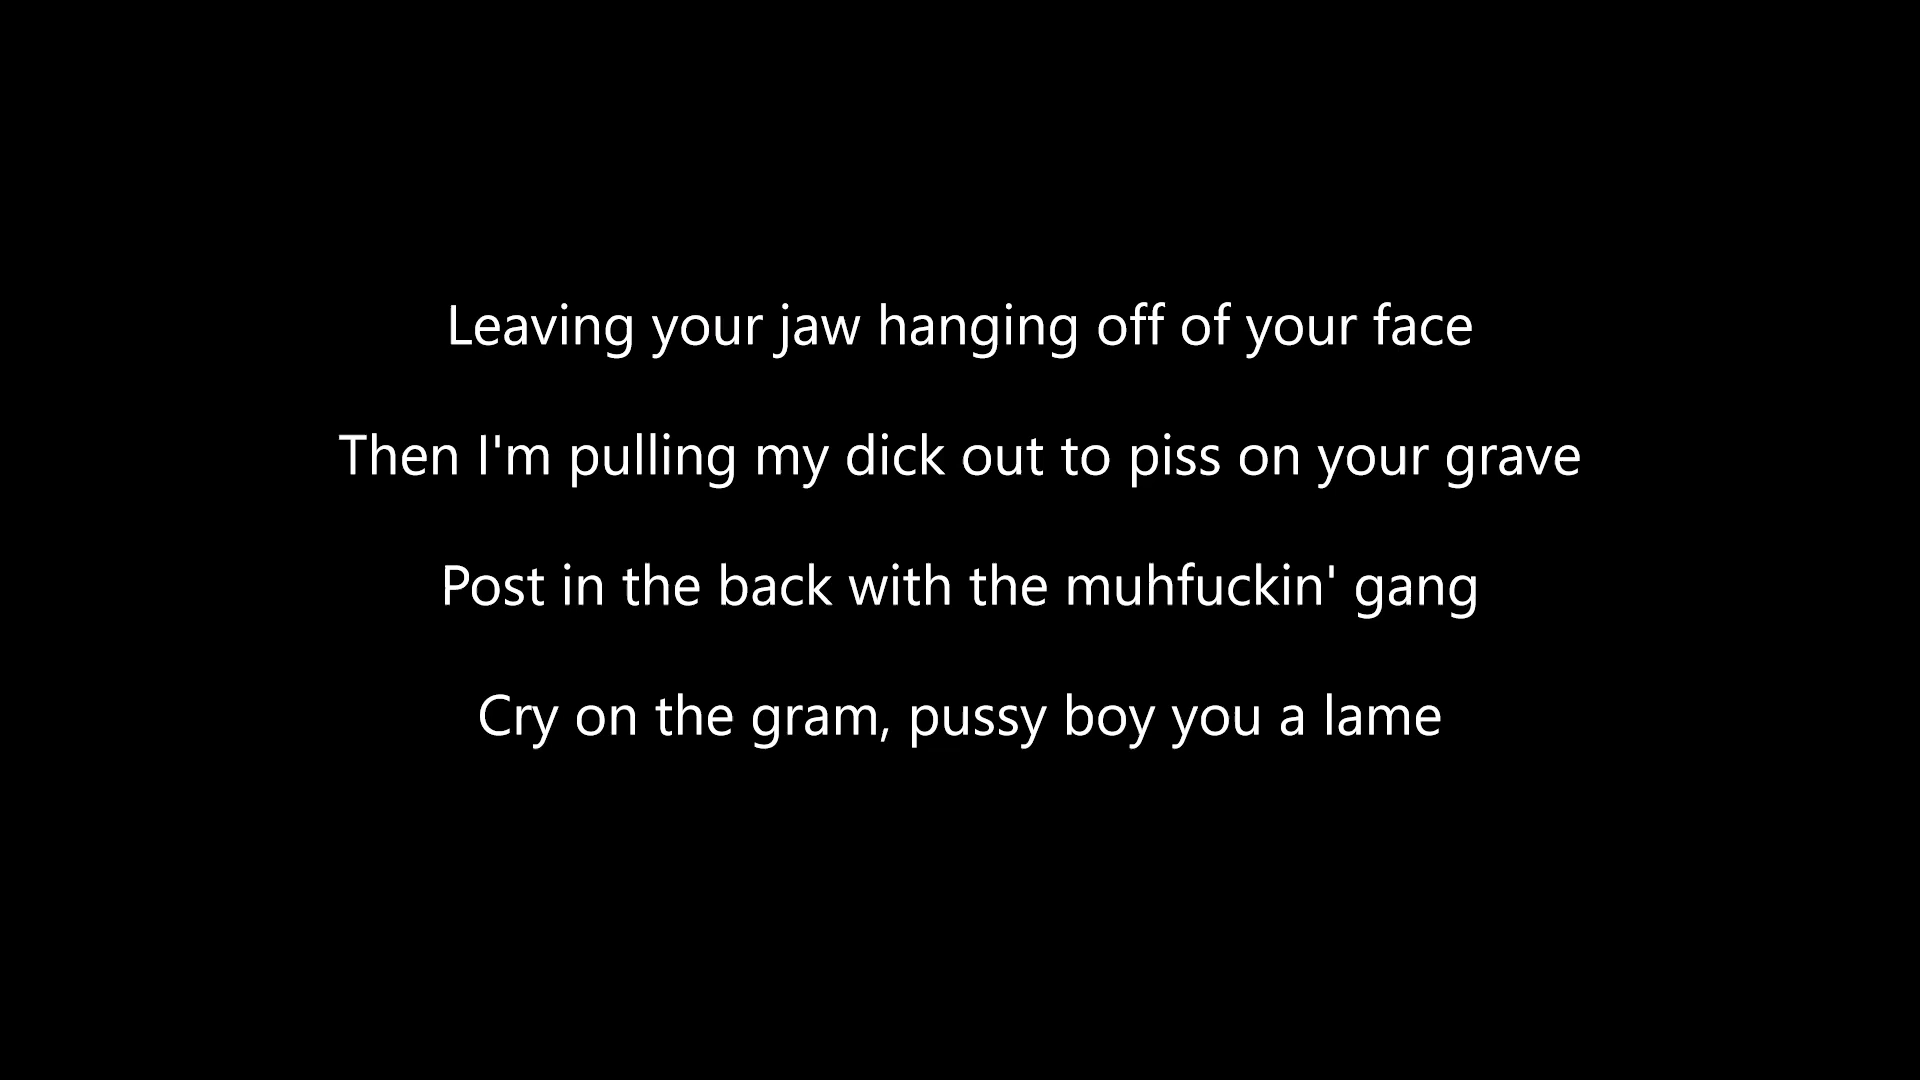 Leaving your jaw hanging off of your face
Then I'm pulling my dick out to piss on your grave
Post in the back with the muhfuckin' gang
Cry on the gram, pussy boy you a lame